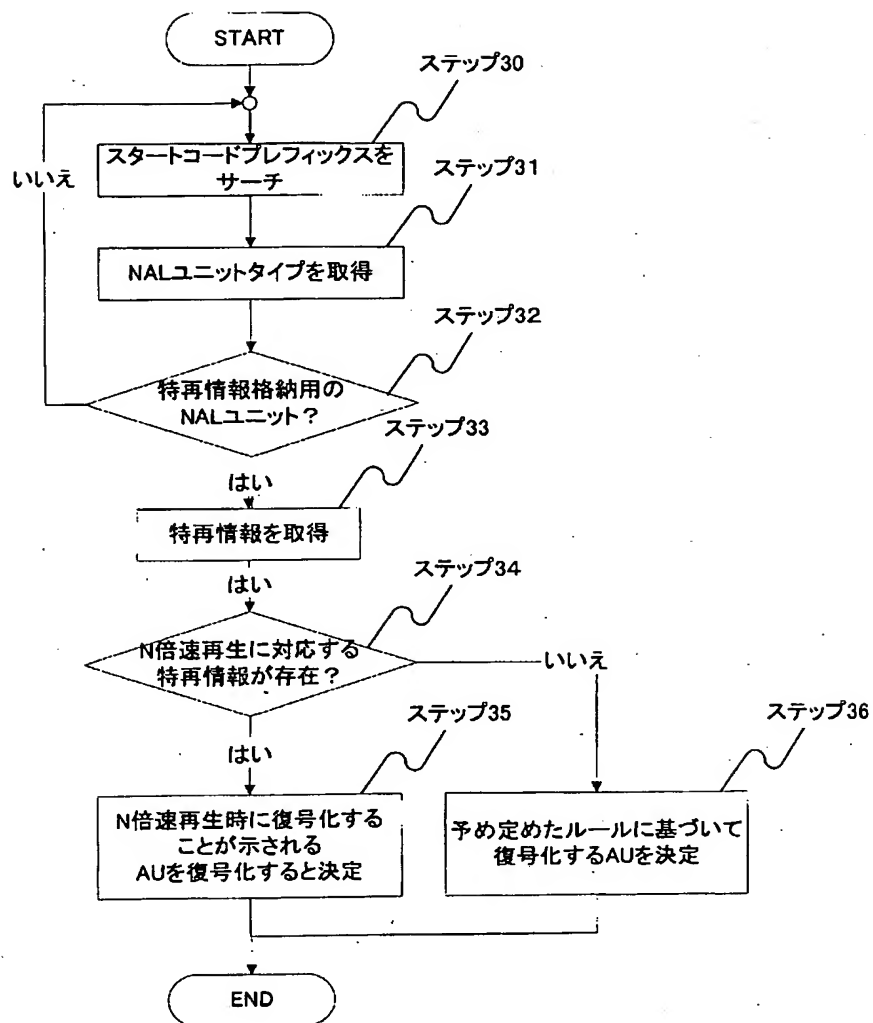 START
ステップ30
スタートコードプレフィックスを
サーチ
いいえ
ステップ31
NALユニットタイプを取得
ステップ32
特再情報格納用の
NALユニット？
ステップ33
はい
特再情報を取得
はい
ステップ34
N倍速再生に対応する
特再情報が存在？
いいえ
ステップ35
ステップ36
はい
N倍速再生時に復号化する
ことが示される
AUを復号化すると決定
予め定めたルールに基づいて
復号化するAUを決定
END